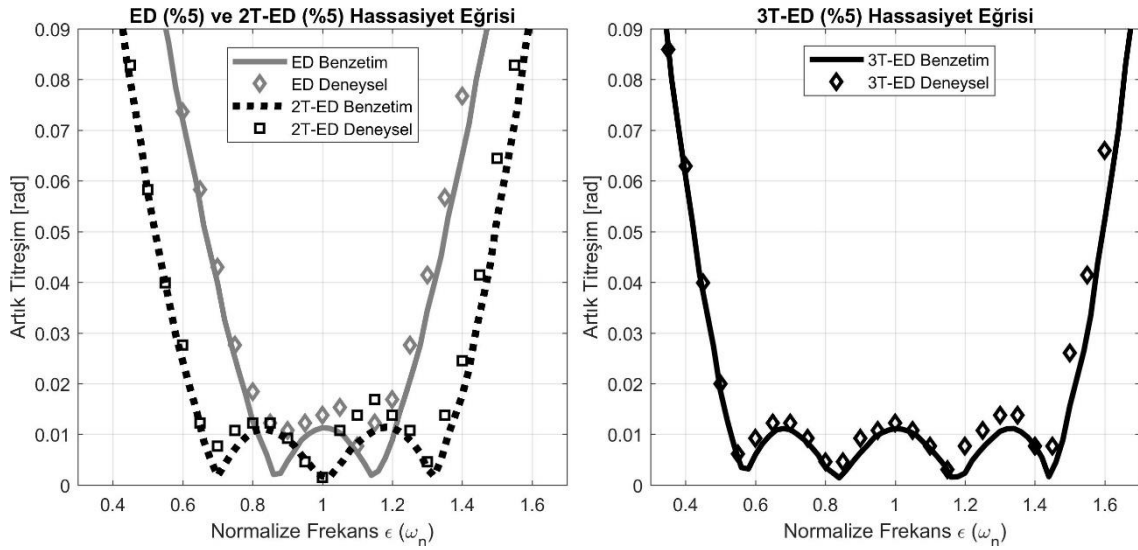 ED (%5) ve 2T-ED (%5) Hassasiyet Eğrisi
0.09
0.08
0.07
0.06
0.05
0.04
0.03
0.02
0.01
0
Artık Titreşim [rad]
ED Benzetim
ED Deneysel
2T-ED Benzetim
2T-ED Deneysel
0.4 0.6 0.8 1 1.2 1.4 1.6
Normalize Frekans ϵ (ω_n)
3T-ED (%5) Hassasiyet Eğrisi
0.09
0.08
0.07
0.06
0.05
0.04
0.03
0.02
0.01
0
Artık Titreşim [rad]
3T-ED Benzetim
3T-ED Deneysel
0.4 0.6 0.8 1 1.2 1.4 1.6
Normalize Frekans ϵ (ω_n)